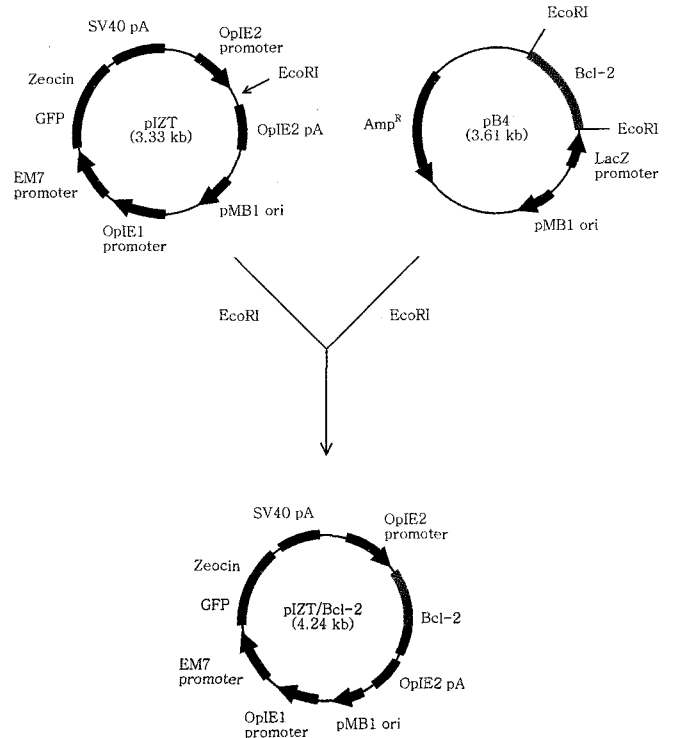 SV40 pA
OpIE2
promoter
EcoRI
Zeocin
GFP
pIZT
(3.33 kb)
OpIE2 pA
EM7
promoter
pMB1 ori
OpIE1
promoter
EcoRI
Bcl-2
Amp^R
pB4
(3.61 kb)
EcoRI
LacZ
promoter
pMB1 ori
EcoRI
EcoRI
SV40 pA
OpIE2
promoter
Zeocin
GFP
pIZT/Bcl-2
(4.24 kb)
Bcl-2
EM7
promoter
OpIE2 pA
OpIE1
promoter
pMB1 ori